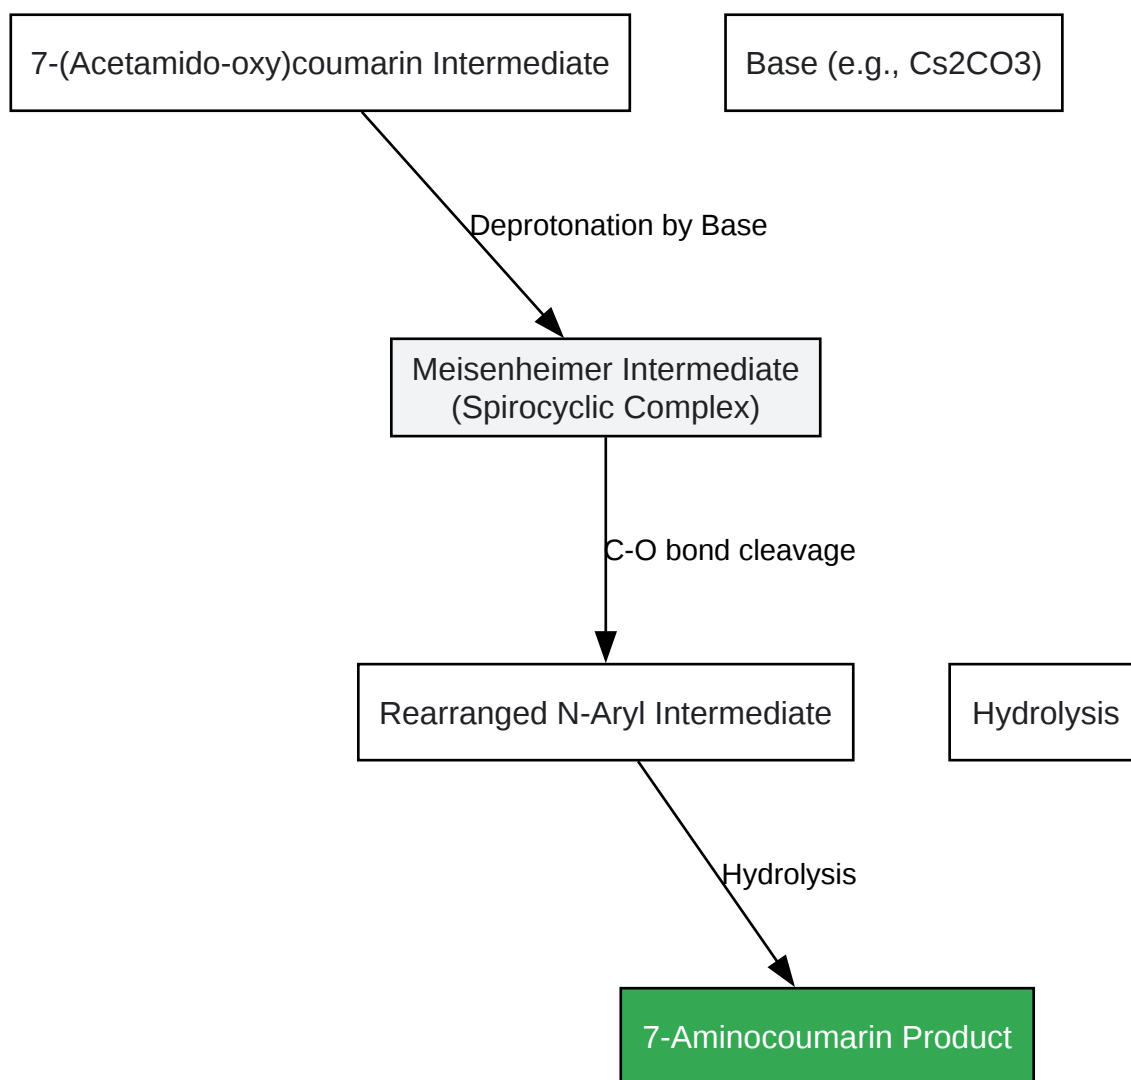 7-(Acetamido-oxy)coumarin Intermediate
Base (e.g., Cs2CO3)
Deprotonation by Base
Meisenheimer Intermediate
(Spirocyclic Complex)
C-O bond cleavage
Rearranged N-Aryl Intermediate
Hydrolysis
Hydrolysis
7-Aminocoumarin Product